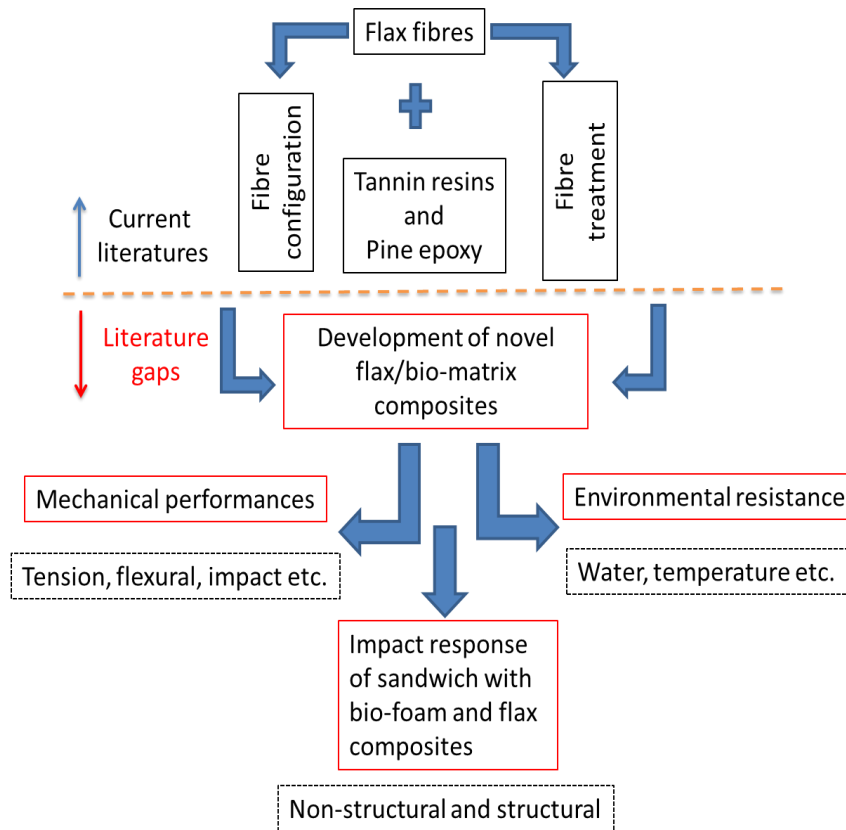 Flax fibres
Fibre
configuration
Tannin resins
and
Pine epoxy
Fibre
treatment
Current
literatures
Literature
gaps
Development of novel
flax/bio-matrix
composites
Mechanical performances
Environmental resistance
Tension, flexural, impact etc.
Water, temperature etc.
Impact response
of sandwich with
bio-foam and flax
composites
Non-structural and structural